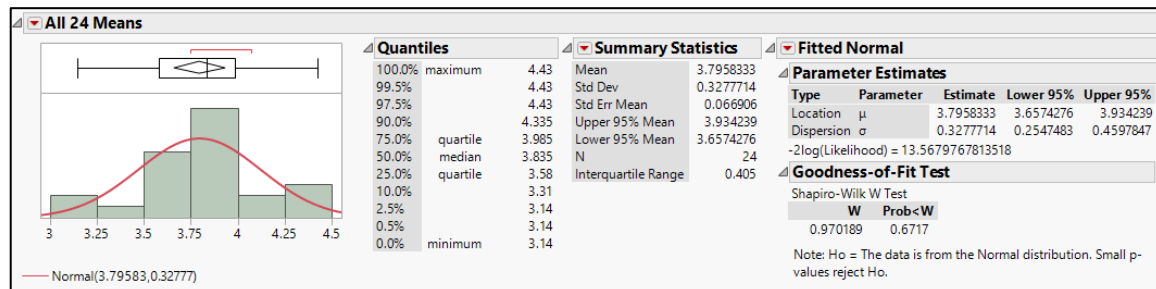 All 24 Means
3 3.25 3.5 3.75 4 4.25 4.5
Normal(3.79583,0.32777)
Quantiles
100.0% maximum 4.43
99.5% 4.43
97.5% 4.43
90.0% 4.335
75.0% quartile 3.985
50.0% median 3.835
25.0% quartile 3.58
10.0% 3.31
2.5% 3.14
0.5% 3.14
0.0% minimum 3.14
Summary Statistics
Mean 3.7958333
Std Dev 0.3277714
Std Err Mean 0.066906
Upper 95% Mean 3.934239
Lower 95% Mean 3.6574276
N 24
Interquartile Range 0.405
Fitted Normal
Parameter Estimates
Type Parameter Estimate Lower 95% Upper 95%
Location μ 3.7958333 3.6574276 3.934239
Dispersion σ 0.3277714 0.2547483 0.4597847
-2log(Likelihood) = 13.5679767813518
Goodness-of-Fit Test
Shapiro-Wilk W Test
W Prob<W
0.970189 0.6717
Note: Ho = The data is from the Normal distribution. Small p-
values reject Ho.